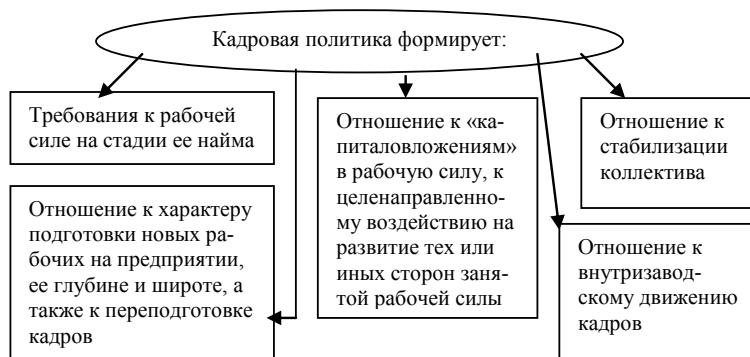 Кадровая политика формирует:
Требования к рабочей
силе на стадии ее найма
Отношение к характеру
подготовки новых ра-
бочих на предприятии,
ее глубине и широте, а
также к переподготовке
кадров
Отношение к «ка-
питаловложениям»
в рабочую силу, к
целенаправленно-
му воздействию на
развитие тех или
иных сторон заня-
той рабочей силы
Отношение к
стабилизации
коллектива
Отношение к
внутризавод-
скому движению
кадров